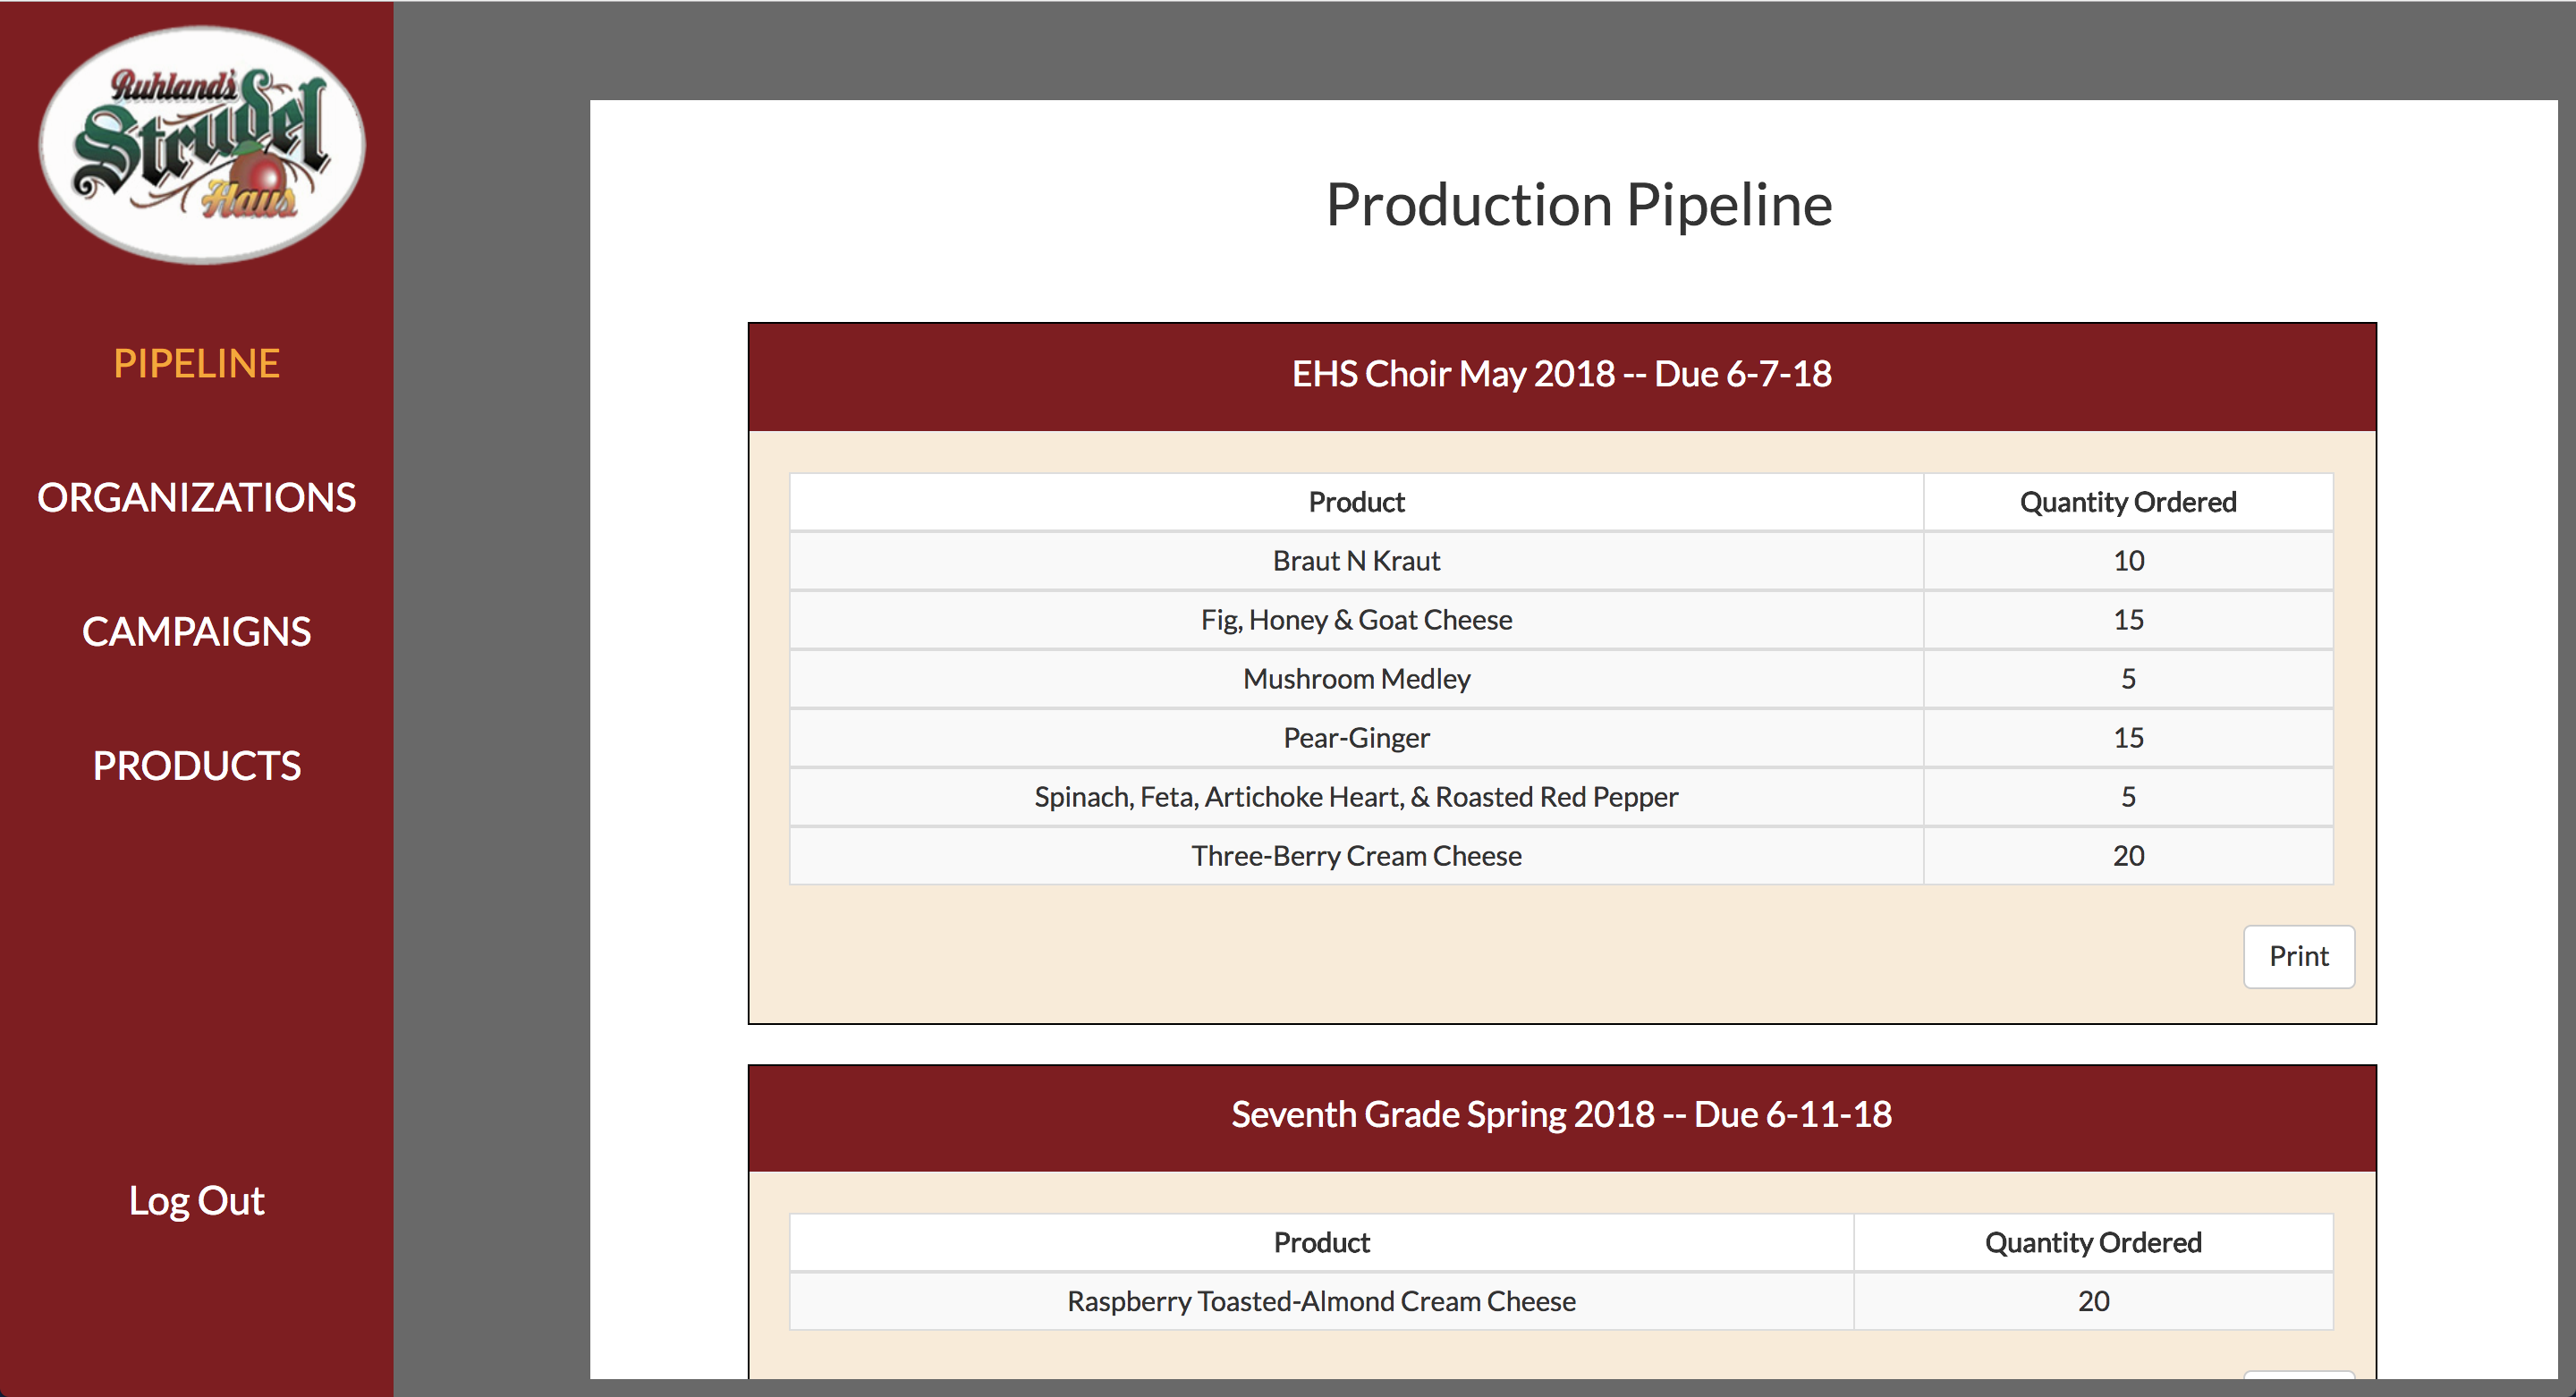 Ruhland's
Strudel
Haus
PIPELINE
ORGANIZATIONS
CAMPAIGNS
PRODUCTS
Log Out
Production Pipeline
EHS Choir May 2018 -- Due 6-7-18
Product Quantity Ordered
Braut N Kraut 10
Fig, Honey & Goat Cheese 15
Mushroom Medley 5
Pear-Ginger 15
Spinach, Feta, Artichoke Heart, & Roasted Red Pepper 5
Three-Berry Cream Cheese 20
Print
Seventh Grade Spring 2018 -- Due 6-11-18
Product Quantity Ordered
Raspberry Toasted-Almond Cream Cheese 20